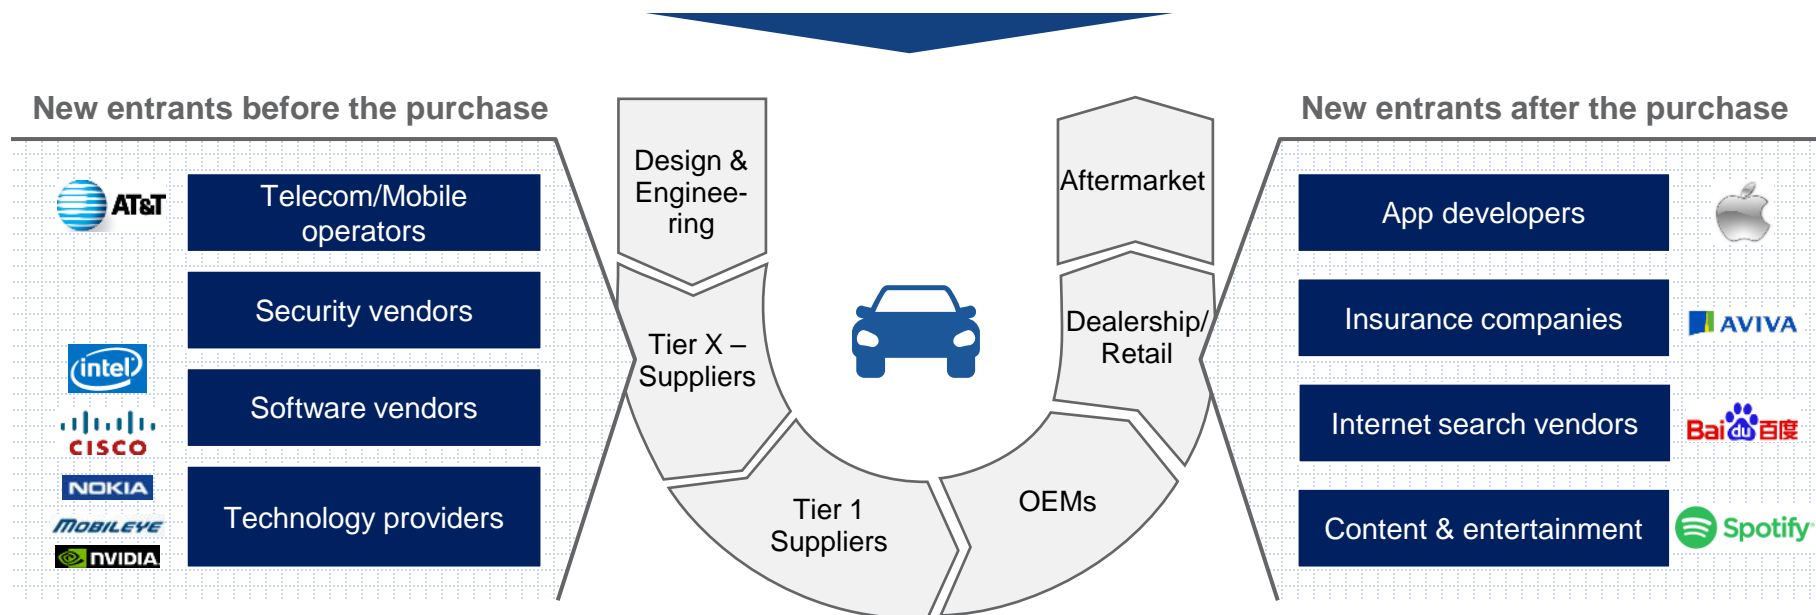 New entrants before the purchase
AT&T
Telecom/Mobile
operators
Security vendors
intel
Software vendors
CISCO
NOKIA
Technology providers
MOBILEYE
NVIDIA
Design &
Enginee-
ring
Tier X –
Suppliers
Tier 1
Suppliers
OEMs
Dealership/
Retail
Aftermarket
New entrants after the purchase
App developers
Insurance companies
AVIVA
Internet search vendors
Bai du 百度
Content & entertainment
Spotify